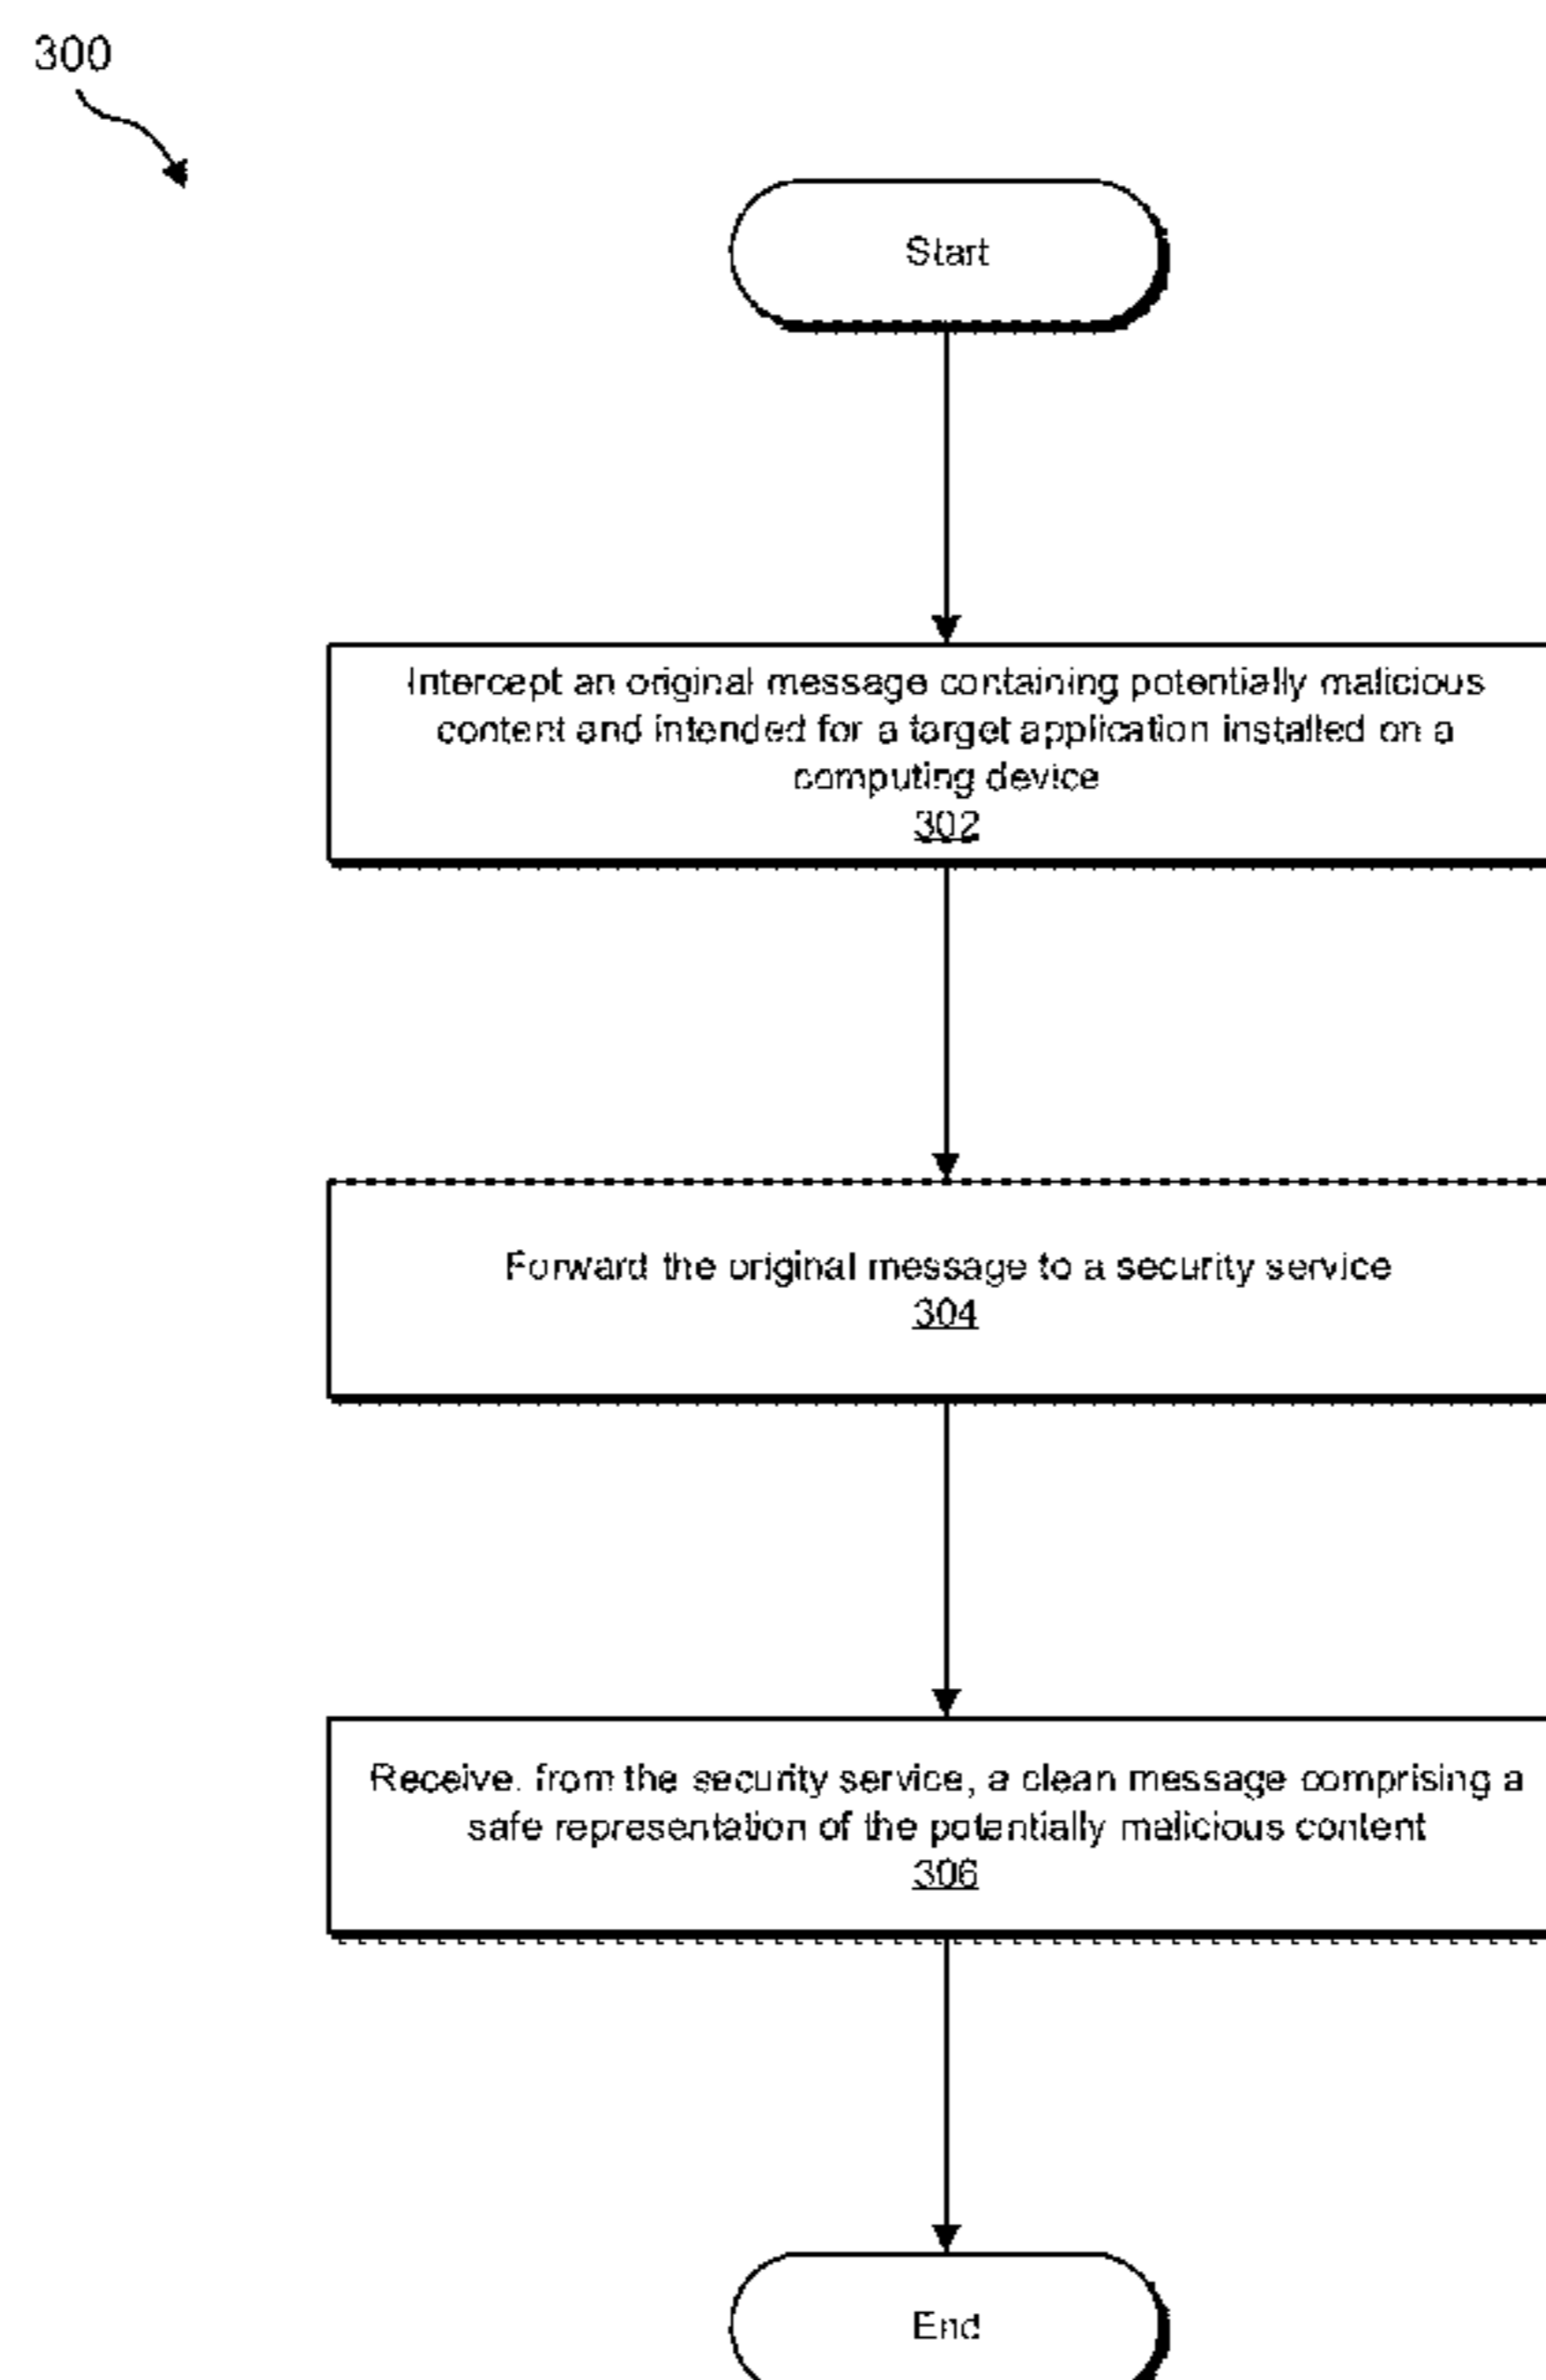 300
Start
Intercept an original message containing potentially malicious
content and intended for a target application installed on a
computing device
302
Forward the original message to a security service
304
Receive, from the security service, a clean message comprising a
safe representation of the potentially malicious content
306
End